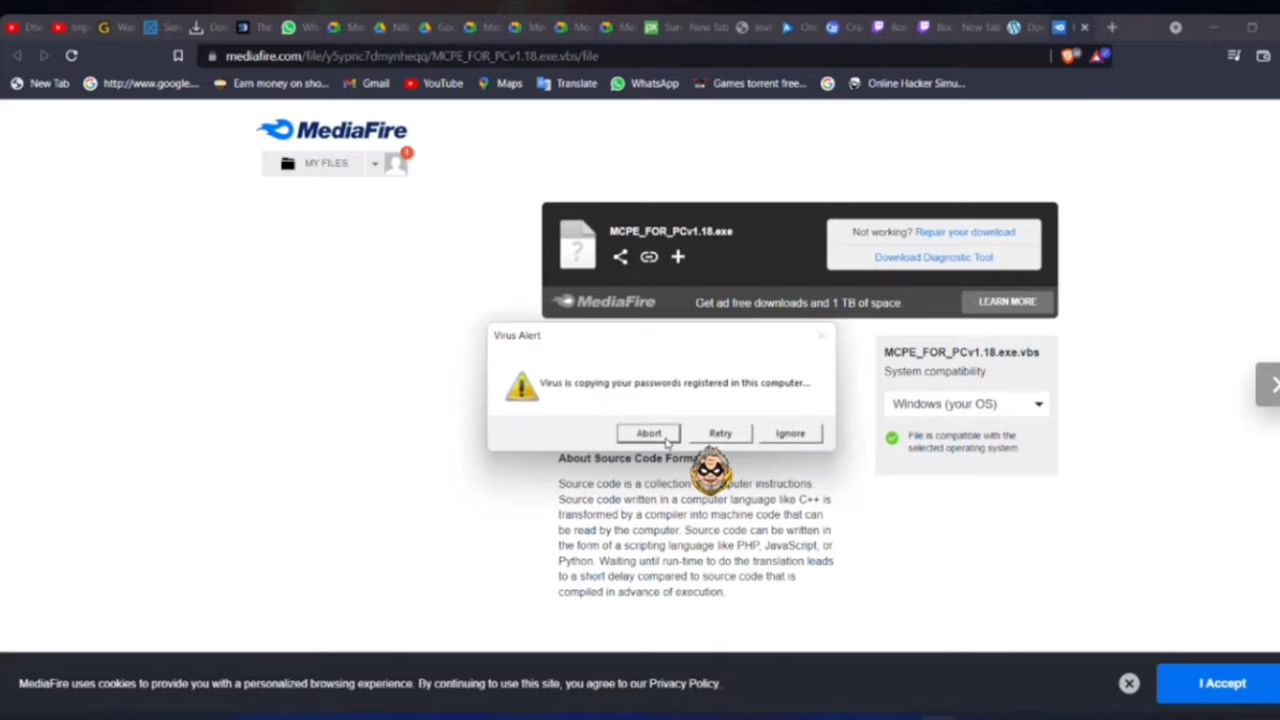 mediafire.com/file/y5ypnc7dmynheqq/MCPE_FOR_PCv1.18.exe.vbs/file
New Tab http://www.google.... Earn money on sho... Gmail YouTube Maps Translate WhatsApp Games torrent free... Online Hacker Simu...
MediaFire
MY FILES
MCPE_FOR_PCv1.18.exe
Not working? Repair your download
Download Diagnostic Tool
MediaFire Get ad free downloads and 1 TB of space. LEARN MORE
Virus Alert
Virus is copying your passwords registered in this computer...
Abort Retry Ignore
MCPE_FOR_PCv1.18.exe.vbs
System compatibility
Windows (your OS)
File is compatible with the
selected operating system
About Source Code Forma
Source code is a collection puter instructions.
Source code written in a computer language like C++ is
transformed by a compiler into machine code that can
be read by the computer. Source code can be written in
the form of a scripting language like PHP, JavaScript, or
Python. Waiting until run-time to do the translation leads
to a short delay compared to source code that is
compiled in advance of execution.
MediaFire uses cookies to provide you with a personalized browsing experience. By continuing to use this site, you agree to our Privacy Policy.
I Accept